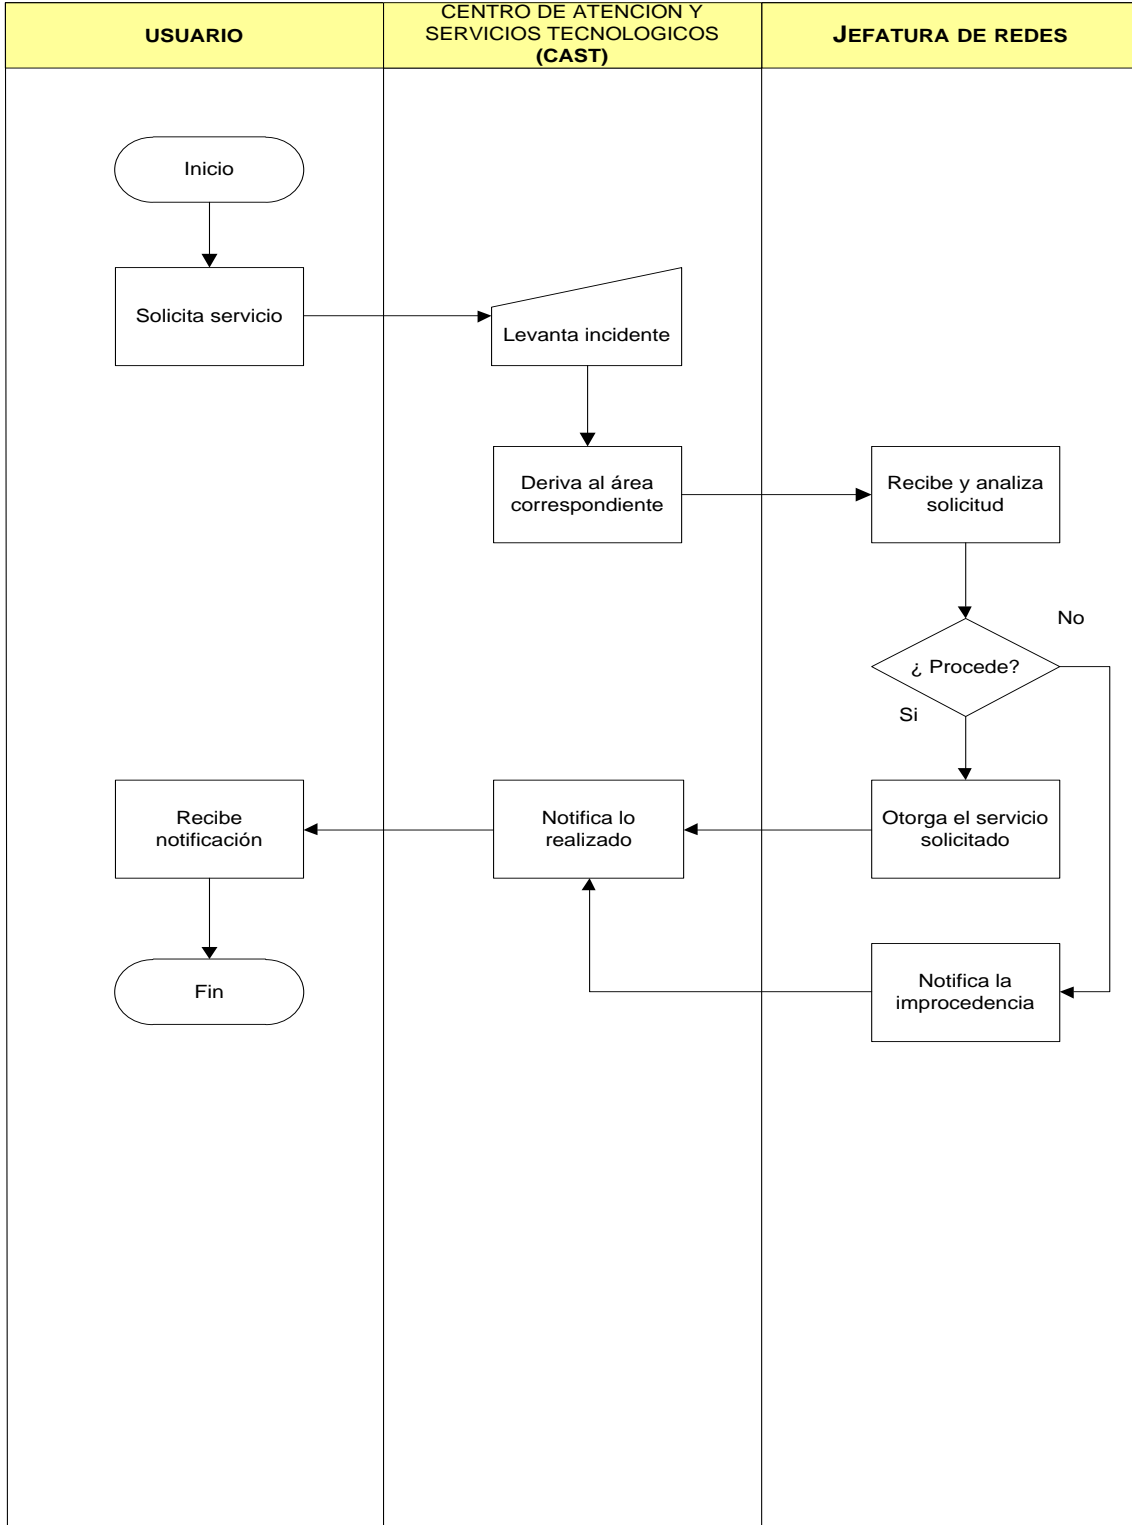 USUARIO
CENTRO DE ATENCION Y
SERVICIOS TECNOLOGICOS
(CAST)
JEFATURA DE REDES
Inicio
Solicita servicio
Levanta incidente
Deriva al área
correspondiente
Recibe y analiza
solicitud
No
¿ Procede?
Si
Recibe
notificación
Notifica lo
realizado
Otorga el servicio
solicitado
Fin
Notifica la
improcedencia